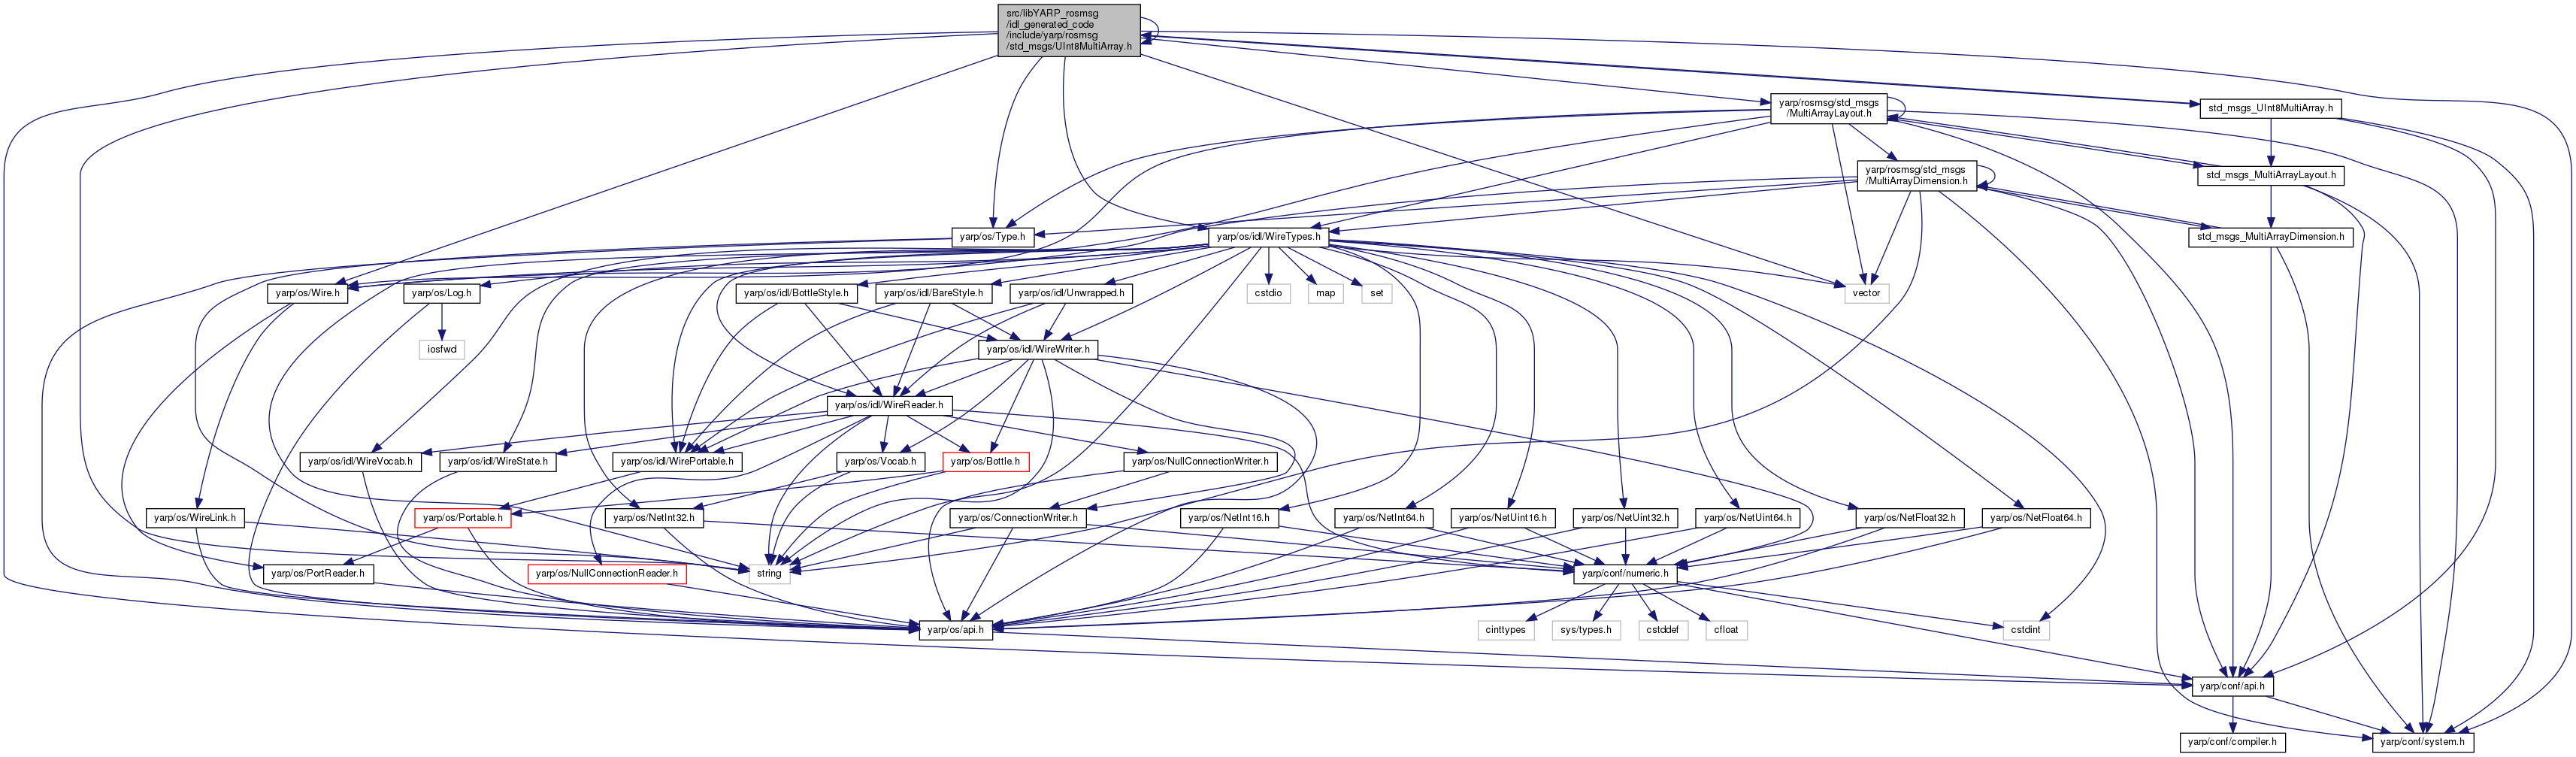 src/libYARP_rosmsg
/idl_generated_code
/include/yarp/rosmsg
/std_msgs/UInt8MultiArray.h
yarp/rosmsg/std_msgs
/MultiArrayLayout.h
std_msgs_UInt8MultiArray.h
yarp/rosmsg/std_msgs
/MultiArrayDimension.h
std_msgs_MultiArrayLayout.h
yarp/os/Type.h
yarp/os/idl/WireTypes.h
std_msgs_MultiArrayDimension.h
yarp/os/Wire.h
yarp/os/Log.h
yarp/os/idl/BottleStyle.h
yarp/os/idl/BareStyle.h
yarp/os/idl/Unwrapped.h
cstdio
map
set
vector
iosfwd
yarp/os/idl/WireWriter.h
yarp/os/idl/WireReader.h
yarp/os/idl/WireVocab.h
yarp/os/idl/WireState.h
yarp/os/idl/WirePortable.h
yarp/os/Vocab.h
yarp/os/Bottle.h
yarp/os/NullConnectionWriter.h
yarp/os/WireLink.h
yarp/os/Portable.h
yarp/os/NetInt32.h
yarp/os/ConnectionWriter.h
yarp/os/NetInt16.h
yarp/os/NetInt64.h
yarp/os/NetUint16.h
yarp/os/NetUint32.h
yarp/os/NetUint64.h
yarp/os/NetFloat32.h
yarp/os/NetFloat64.h
yarp/os/PortReader.h
yarp/os/NullConnectionReader.h
string
yarp/conf/numeric.h
yarp/os/api.h
cinttypes
sys/types.h
cstddef
cfloat
cstdint
yarp/conf/api.h
yarp/conf/compiler.h
yarp/conf/system.h